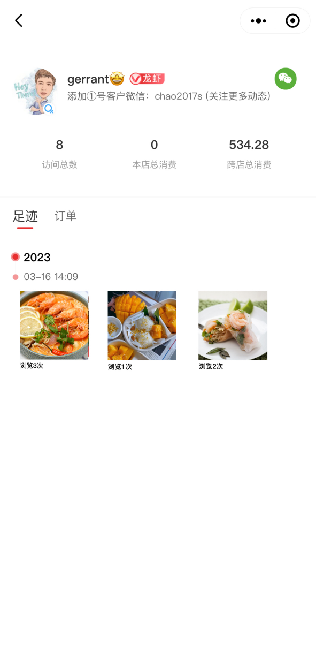 gerrant🤩 龙虾
添加①号客户微信：chao2017s (关注更多动态)
8 0 534.28
访问总数 本店总消费 跨店总消费
足迹 订单
2023
03-16 14:09
浏览3次 浏览1次 浏览2次